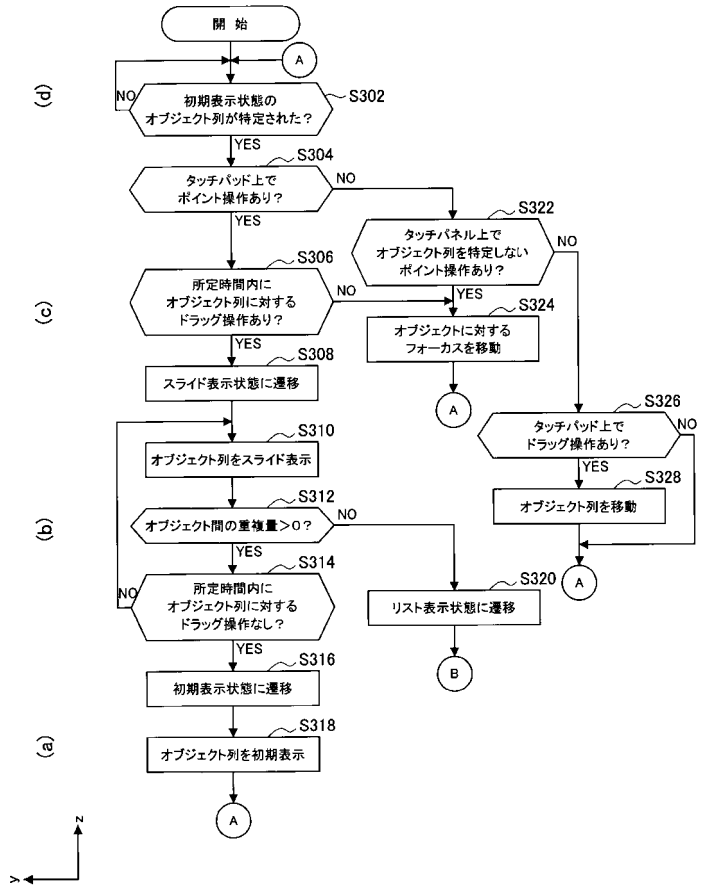 開 始
A
(d)
NO
S302
初期表示状態の
オブジェクト列が特定された?
YES
S304
タッチパッド上で
ポイント操作あり?
NO
YES
S322
タッチパネル上で
オブジェクト列を特定しない
ポイント操作あり?
NO
YES
S306
所定時間内に
オブジェクト列に対する
ドラッグ操作あり?
NO
YES
(c)
S324
オブジェクトに対する
フォーカスを移動
A
S308
スライド表示状態に遷移
S326
タッチパッド上で
ドラッグ操作あり?
NO
YES
S310
オブジェクト列をスライド表示
S328
オブジェクト列を移動
A
(b)
S312
オブジェクト間の重複量>0?
NO
YES
S314
所定時間内に
オブジェクト列に対する
ドラッグ操作なし?
NO
YES
S320
リスト表示状態に遷移
B
S316
初期表示状態に遷移
(a)
S318
オブジェクト列を初期表示
A
z
y